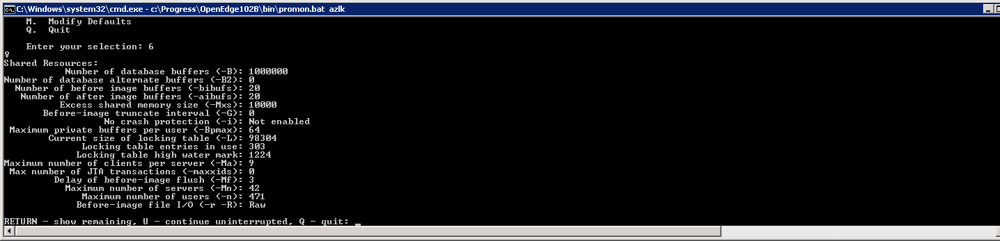 C:\Windows\system32\cmd.exe - c:\Progress\OpenEdge102B\bin\promon.bat azlk
M. Modify Defaults
Q. Quit
Enter your selection: 6
♀
Shared Resources:
Number of database buffers (-B): 1000000
Number of database alternate buffers (-B2): 0
Number of before image buffers (-bibufs): 20
Number of after image buffers (-aibufs): 20
Excess shared memory size (-Mxs): 10000
Before-image truncate interval (-G): 0
No crash protection (-i): Not enabled
Maximum private buffers per user (-Bpmax): 64
Current size of locking table (-L): 98304
Locking table entries in use: 303
Locking table high water mark: 1224
Maximum number of clients per server (-Ma): 9
Max number of JTA transactions (-maxxids): 0
Delay of before-image flush (-Mf): 3
Maximum number of servers (-Mn): 42
Maximum number of users (-n): 471
Before-image file I/O (-r -R): Raw
RETURN - show remaining, U - continue uninterrupted, Q - quit: _